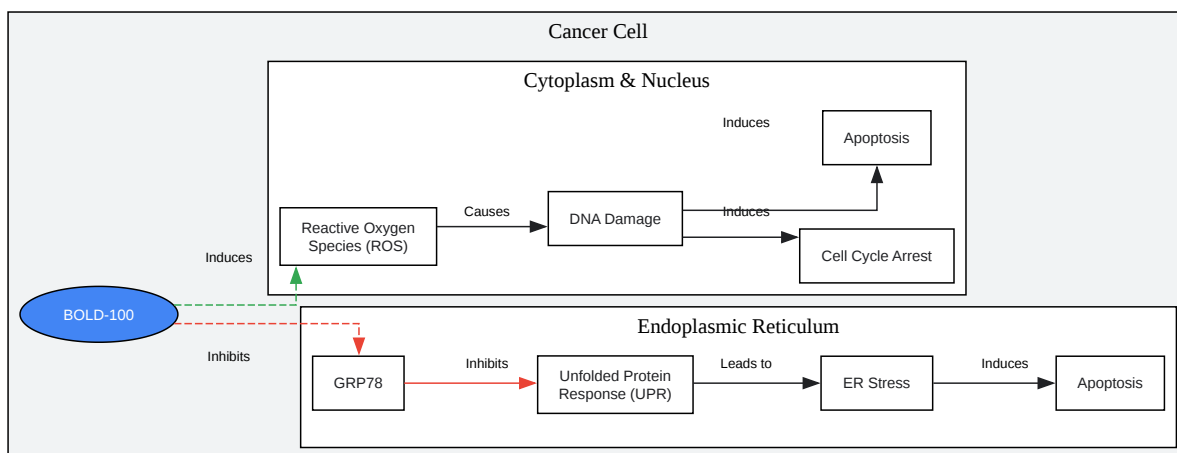 Cancer Cell
Cytoplasm & Nucleus
Induces
Apoptosis
Reactive Oxygen
Species (ROS)
Causes
DNA Damage
Induces
Cell Cycle Arrest
Induces
BOLD-100
Inhibits
Endoplasmic Reticulum
GRP78
Inhibits
Unfolded Protein
Response (UPR)
Leads to
ER Stress
Induces
Apoptosis